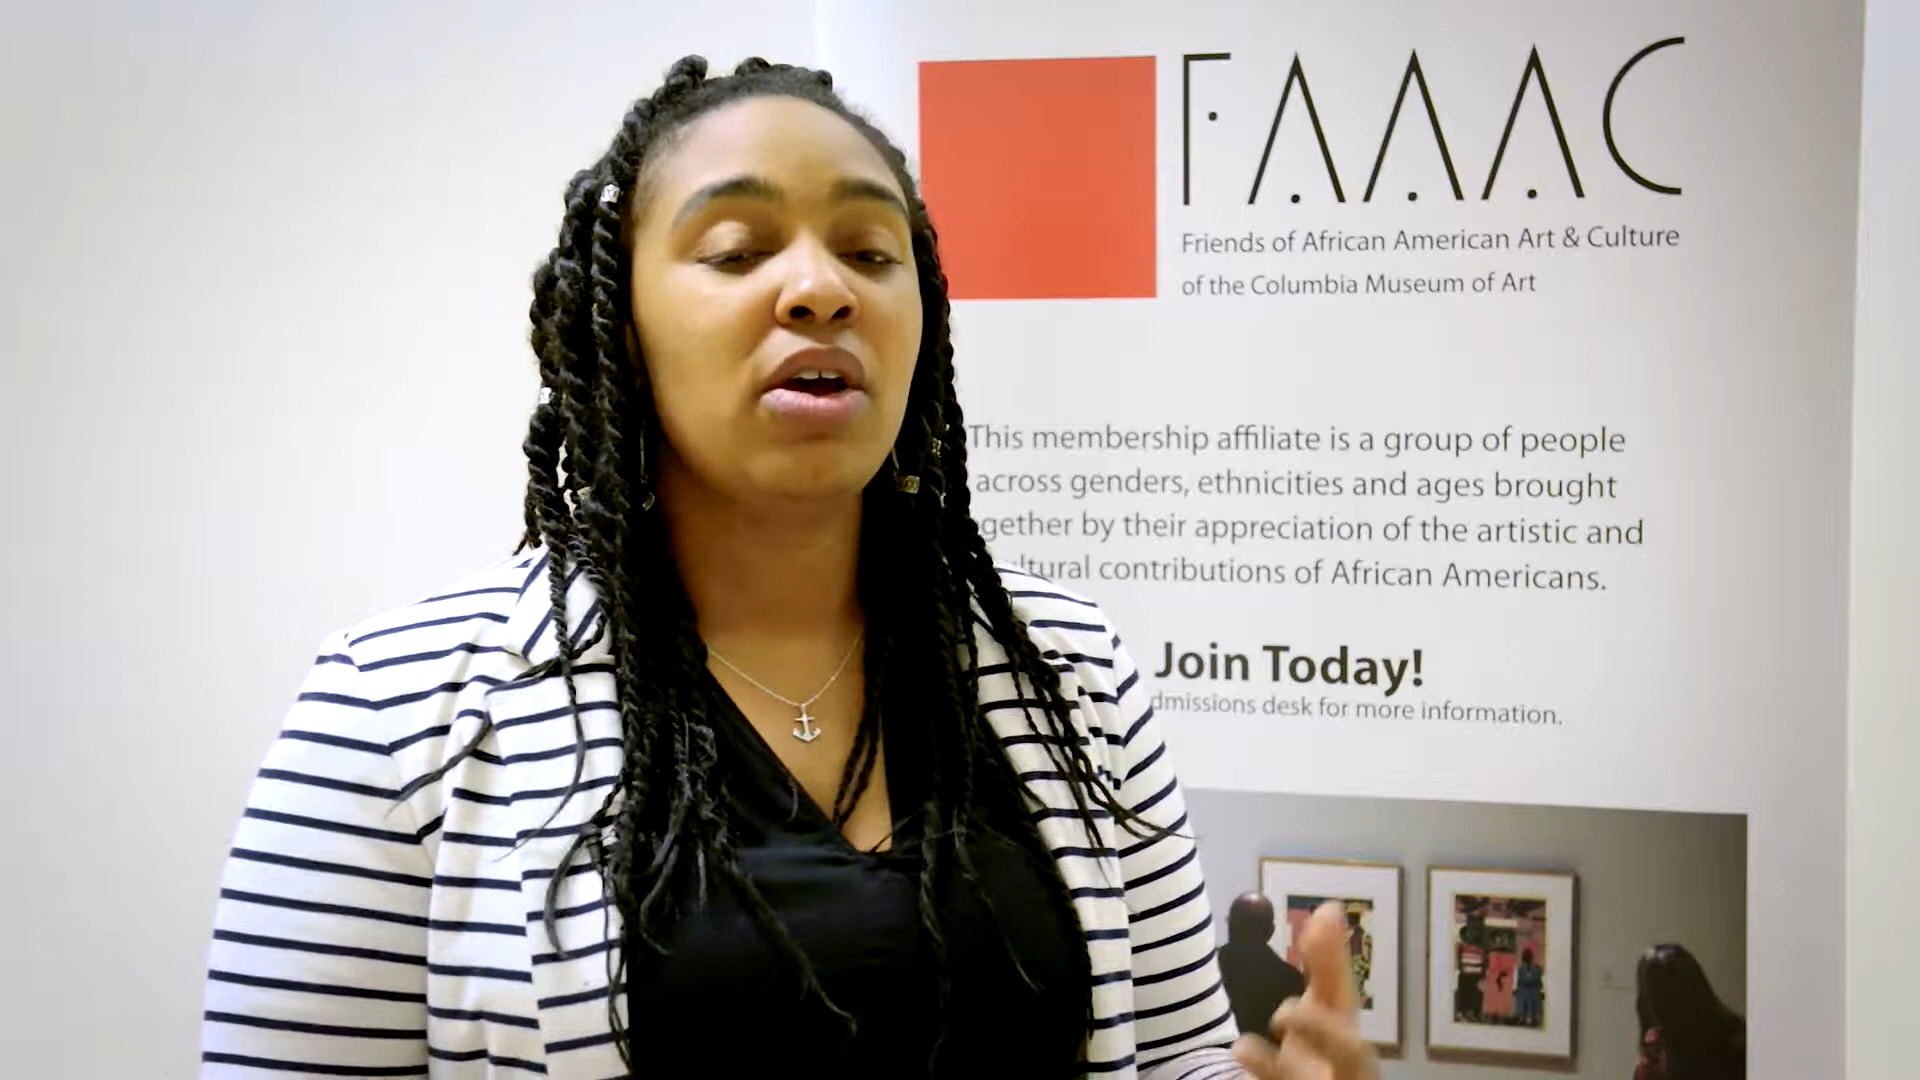 FAAAC
Friends of African American Art & Culture
of the Columbia Museum of Art
This membership affiliate is a group of people
across genders, ethnicities and ages brought
gether by their appreciation of the artistic and
ltural contributions of African Americans.
Join Today!
dmissions desk for more information.